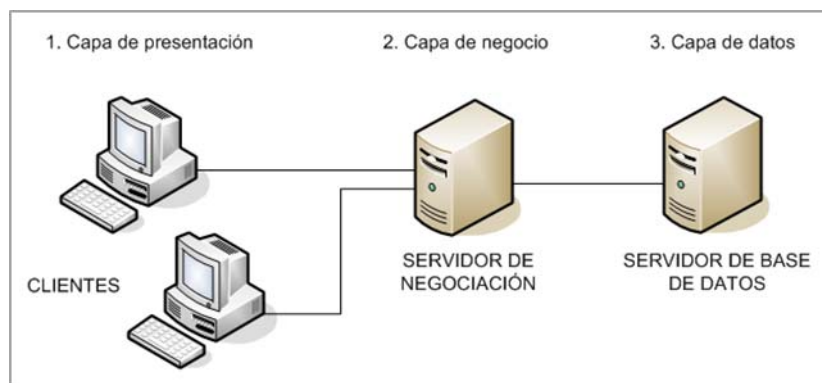 1. Capa de presentación
2. Capa de negocio
3. Capa de datos
CLIENTES
SERVIDOR DE
NEGOCIACIÓN
SERVIDOR DE BASE
DE DATOS